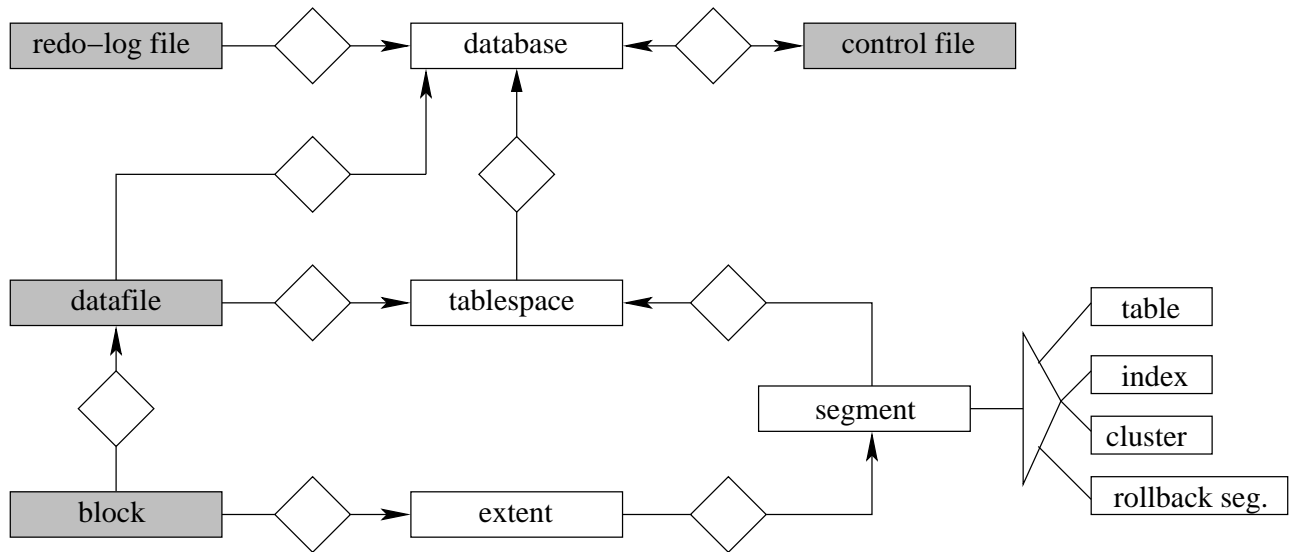 redo−log file
database
control file
datafile
tablespace
table
index
segment
cluster
block
extent
rollback seg.